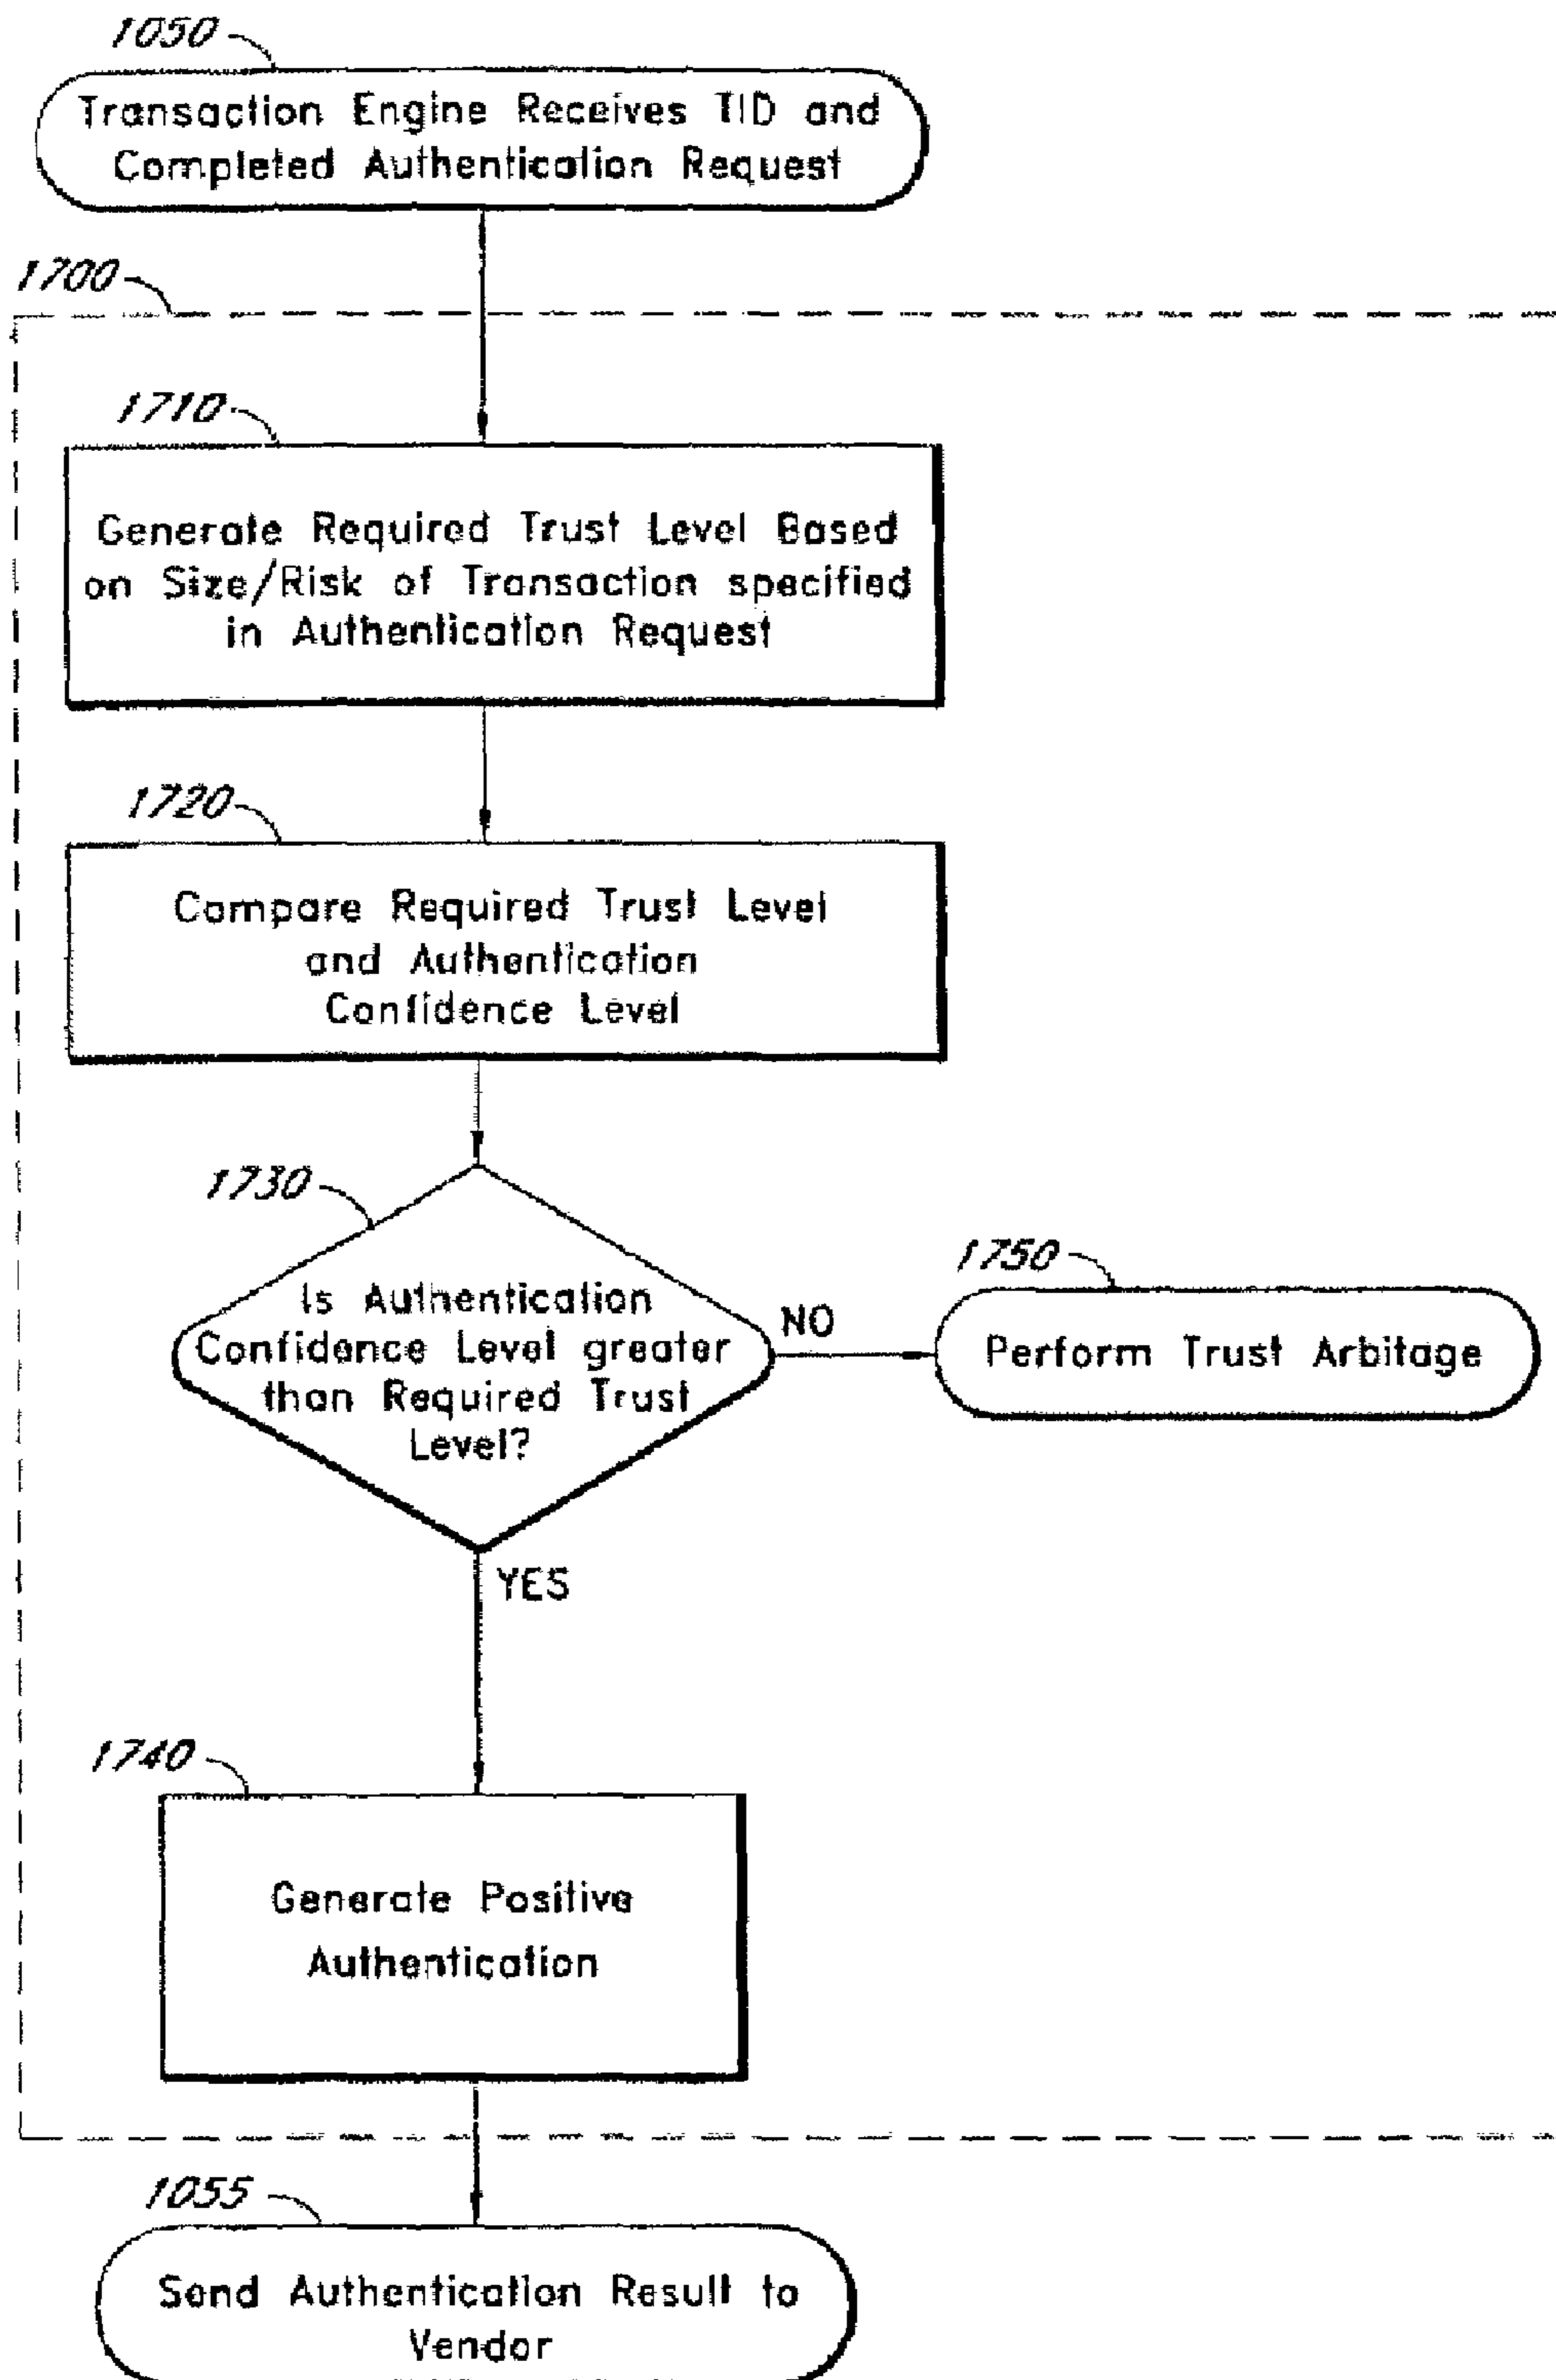 1050
Transaction Engine Receives TID and
Completed Authentication Request
1700
1710
Generate Required Trust Level Based
on Size/Risk of Transaction specified
in Authentication Request
1720
Compare Required Trust Level
and Authentication
Confidence Level
1730
Is Authentication
Confidence Level greater
than Required Trust
Level?
NO
1750
Perform Trust Arbitage
YES
1740
Generate Positive
Authentication
1055
Send Authentication Result to
Vendor